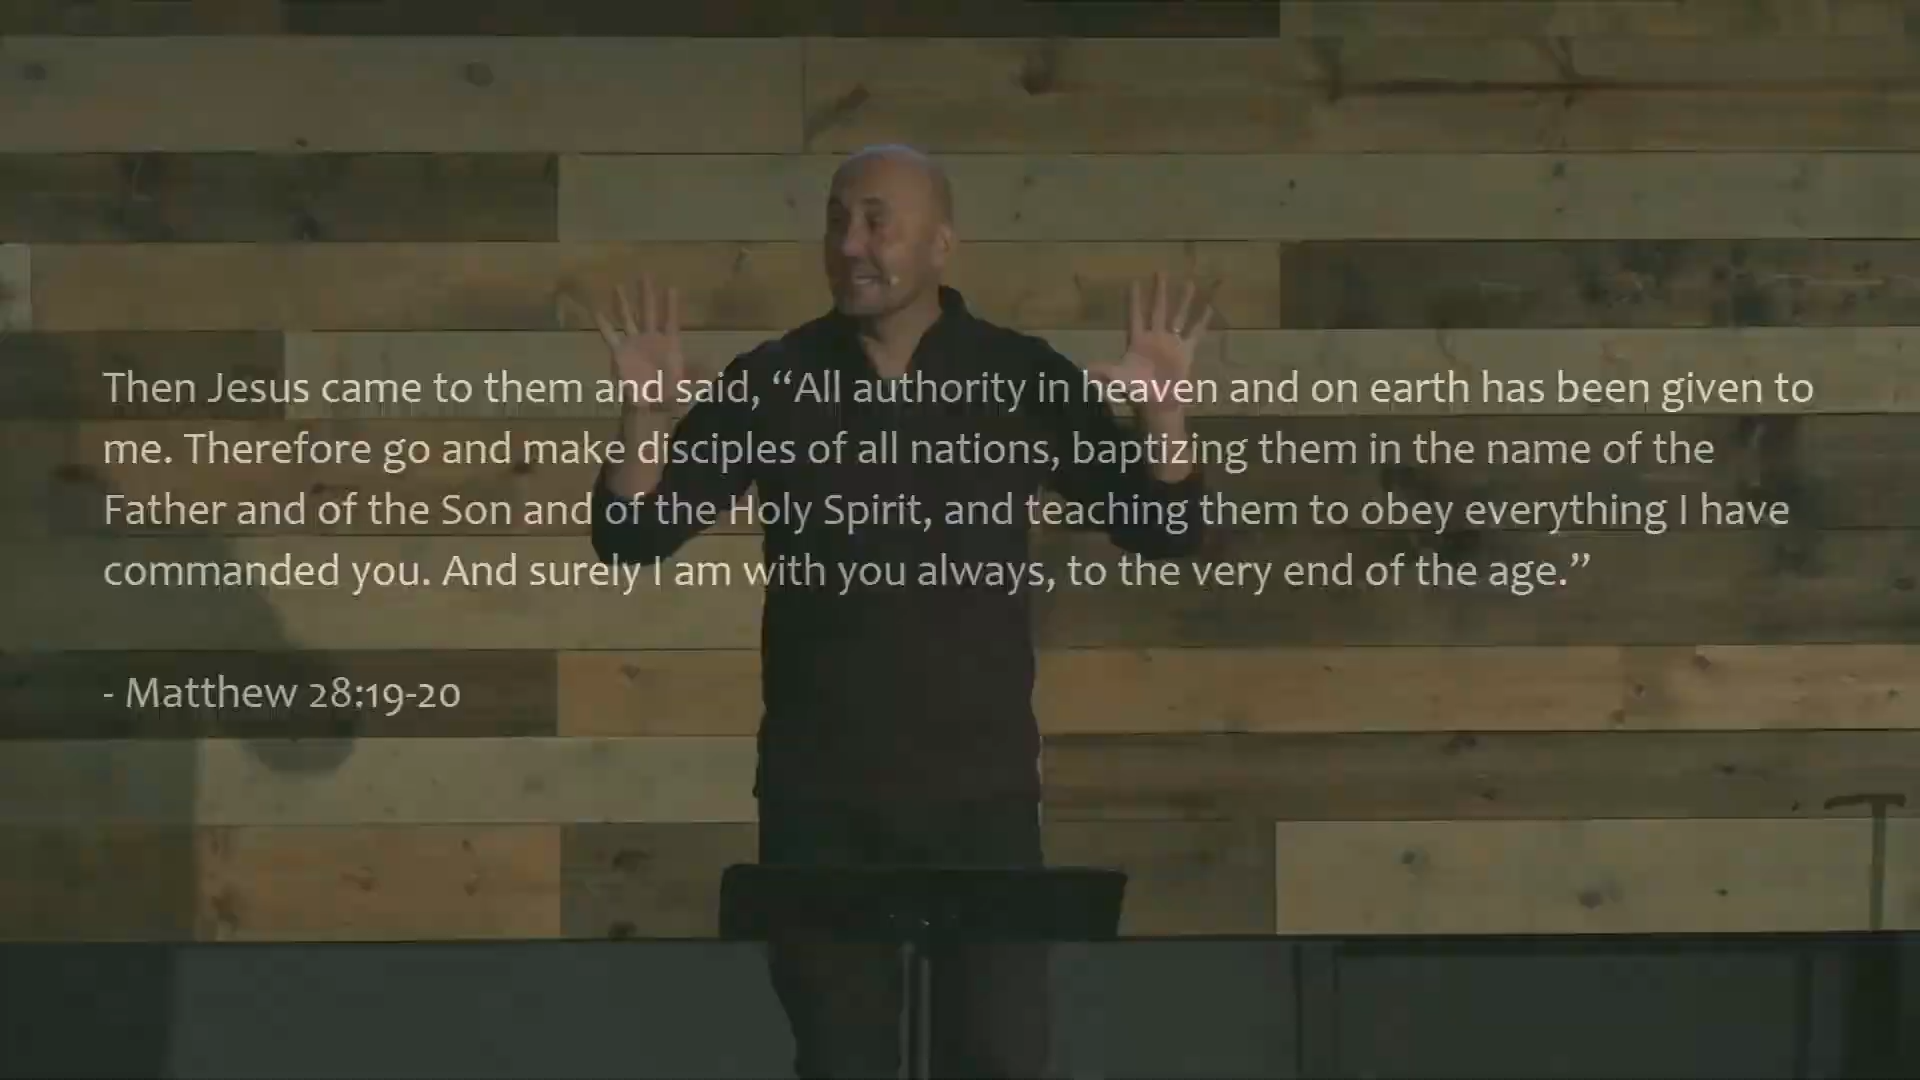 Then Jesus came to them and said, “All authority in heaven and on earth has been given to
me. Therefore go and make disciples of all nations, baptizing them in the name of the
Father and of the Son and of the Holy Spirit, and teaching them to obey everything I have
commanded you. And surely I am with you always, to the very end of the age.”
- Matthew 28:19-20